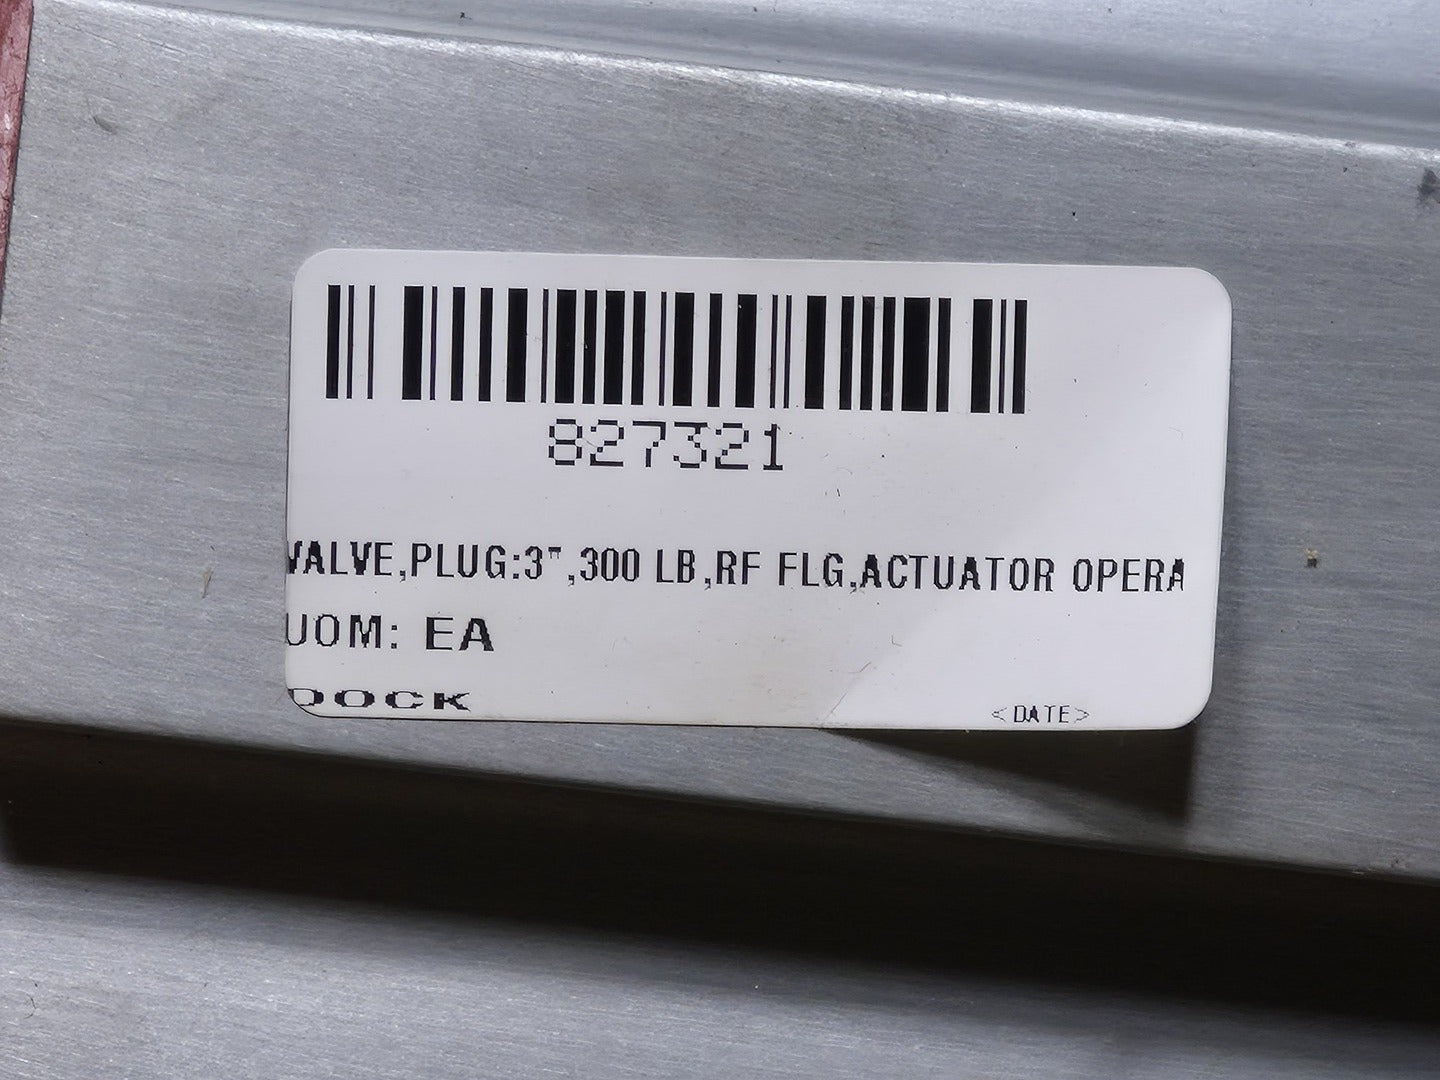 827321
VALVE,PLUG:3",300 LB,RF FLG,ACTUATOR OPERA
UOM: EA
DOCK
<DATE>